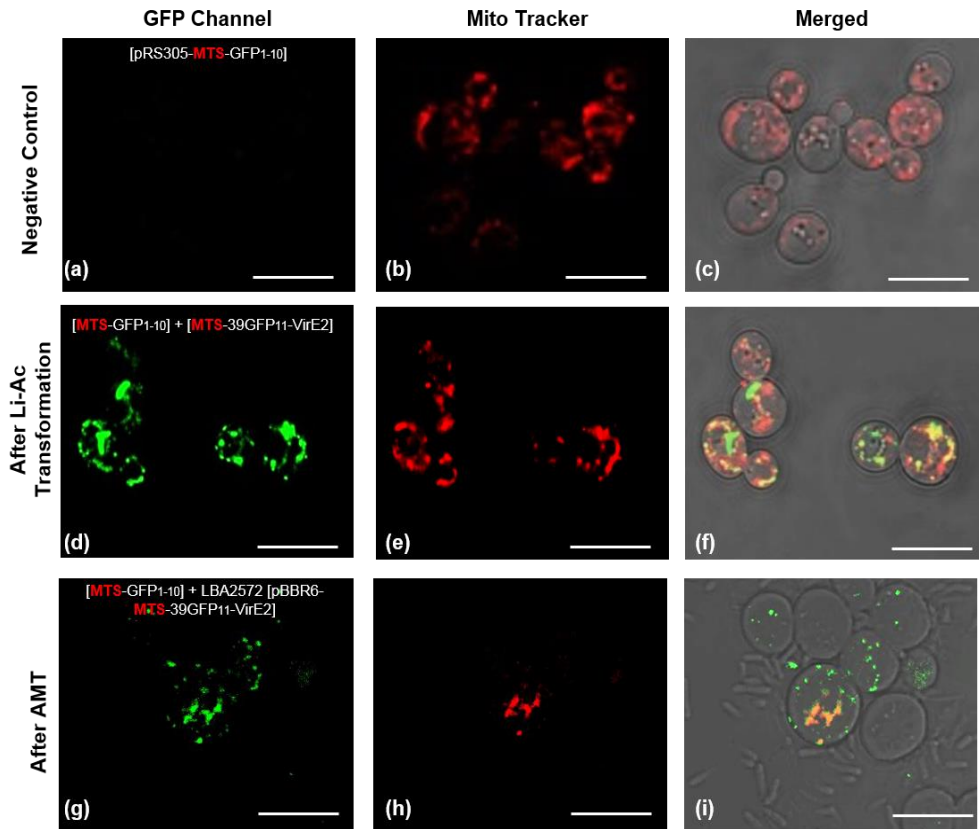 GFP Channel Mito Tracker Merged
Negative Control
[pRS305-MTS-GFP1-10]
(a) (b) (c)
After Li-Ac
Transformation
[MTS-GFP1-10] + [MTS-39GFP11-VirE2]
(d) (e) (f)
After AMT
[MTS-GFP1-10] + LBA2572 [pBBR6-
MTS-39GFP11-VirE2]
(g) (h) (i)